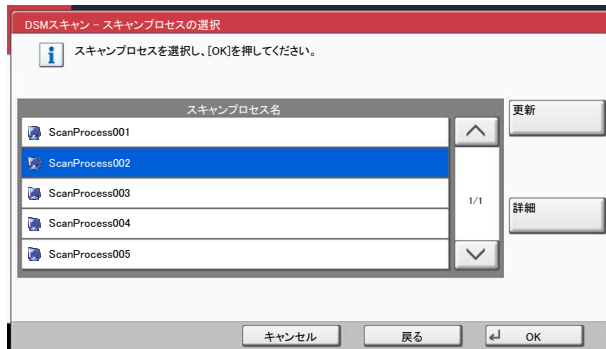 DSMスキャン - スキャンプロセスの選択
スキャンプロセスを選択し、[OK]を押してください。
スキャンプロセス名
更新
ScanProcess001
ScanProcess002
ScanProcess003
1/1
詳細
ScanProcess004
ScanProcess005
キャンセル
戻る
OK